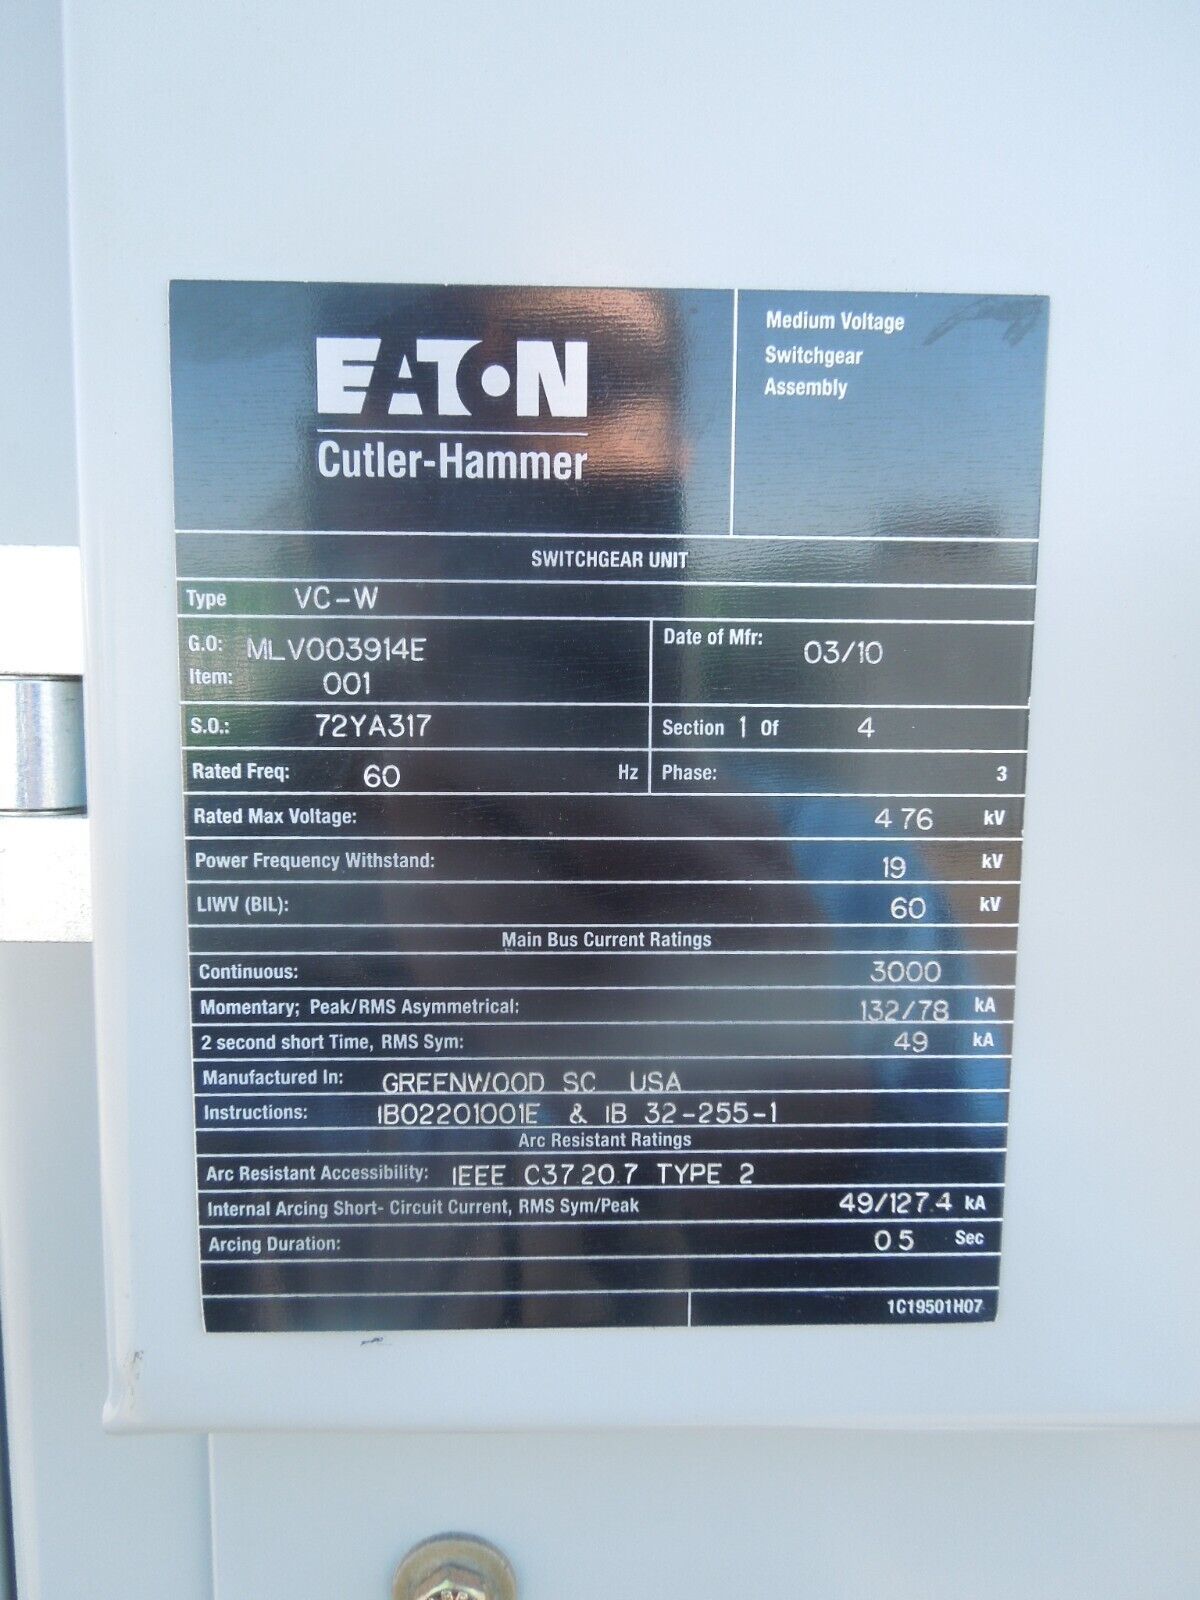 EATON
Cutler-Hammer
Medium Voltage
Switchgear
Assembly
SWITCHGEAR UNIT
Type VC-W
G.O: MLV003914E
Item: 001
Date of Mfr: 03/10
S.O.: 72YA317
Section 1 Of 4
Rated Freq: 60 Hz
Phase: 3
Rated Max Voltage: 4 76 kV
Power Frequency Withstand: 19 kV
LIWV (BIL): 60 kV
Main Bus Current Ratings
Continuous: 3000
Momentary; Peak/RMS Asymmetrical: 132/78 kA
2 second short Time, RMS Sym: 49 kA
Manufactured In: GREENWOOD SC USA
Instructions: IB02201001E & IB 32-255-1
Arc Resistant Ratings
Arc Resistant Accessibility: IEEE C37 20.7 TYPE 2
Internal Arcing Short- Circuit Current, RMS Sym/Peak 49/127.4 kA
Arcing Duration: 0 5 Sec
1C19501H07